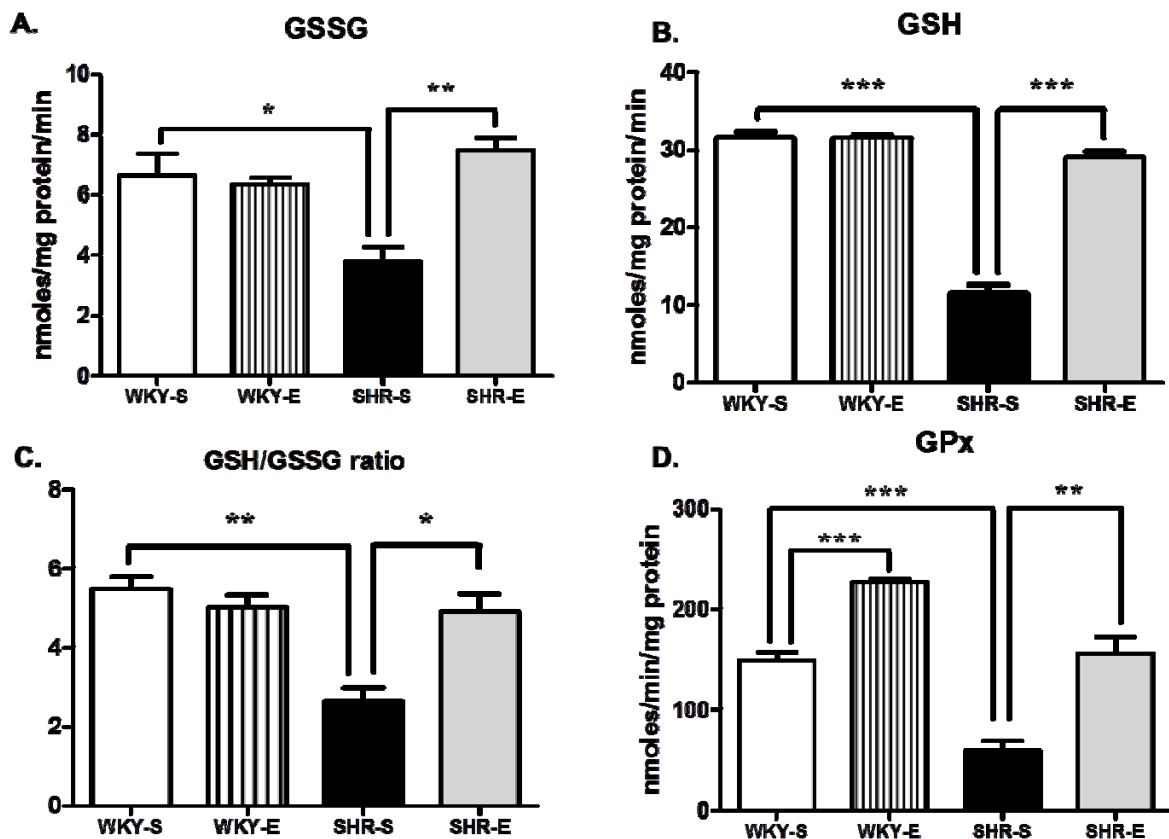 A.
GSSG
nmoles/mg protein/min
10
8
6
4
2
0
*
**
WKY-S WKY-E SHR-S SHR-E
B.
GSH
nmoles/mg protein/min
40
30
20
10
0
***
***
WKY-S WKY-E SHR-S SHR-E
C.
GSH/GSSG ratio
8
6
4
2
0
**
*
WKY-S WKY-E SHR-S SHR-E
D.
GPx
nmoles/min/mg protein
300
200
100
0
***
**
***
WKY-S WKY-E SHR-S SHR-E